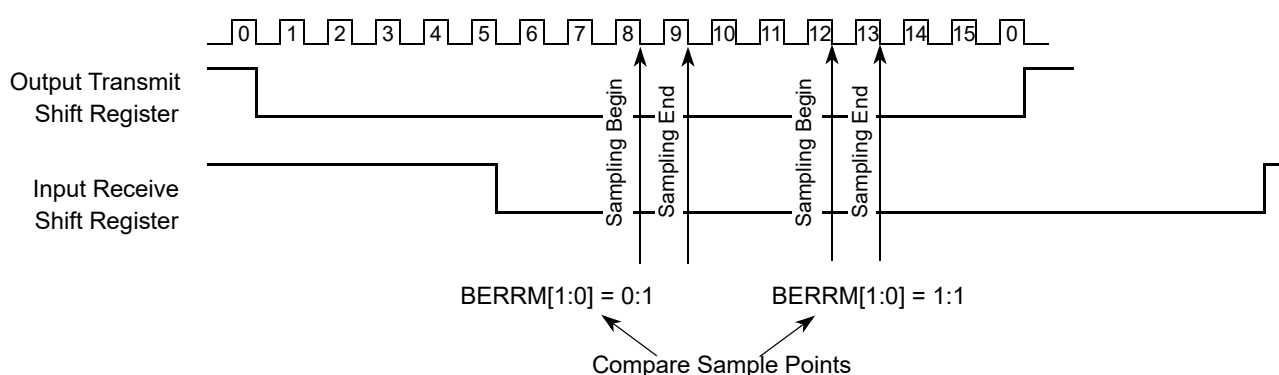 0 1 2 3 4 5 6 7 8 9 10 11 12 13 14 15 0
Output Transmit
Shift Register
Input Receive
Shift Register
Sampling Begin
Sampling End
Sampling Begin
Sampling End
BERRM[1:0] = 0:1
BERRM[1:0] = 1:1
Compare Sample Points